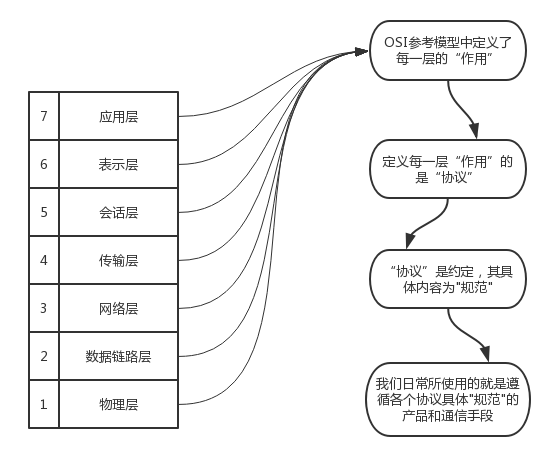 7 应用层
6 表示层
5 会话层
4 传输层
3 网络层
2 数据链路层
1 物理层
OSI参考模型中定义了
每一层的“作用”
定义每一层“作用”的
是“协议”
“协议”是约定，其具
体内容为"规范"
我们日常所使用的就是遵
循各个协议具体"规范"的
产品和通信手段